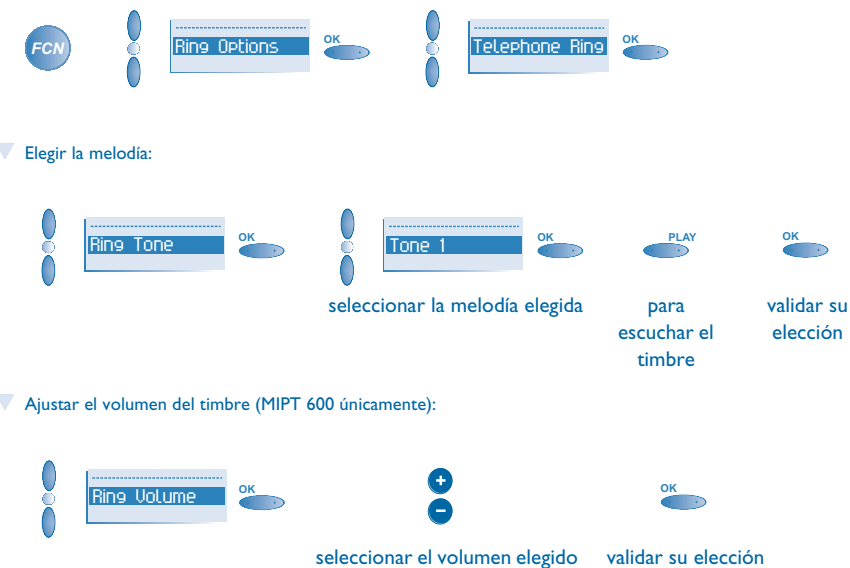 FCN
Ring Options
OK
Telephone Ring
OK
Elegir la melodía:
Ring Tone
OK
Tone 1
OK
PLAY
OK
seleccionar la melodía elegida
para
escuchar el
timbre
validar su
elección
Ajustar el volumen del timbre (MIPT 600 únicamente):
Ring Volume
OK
+
−
OK
seleccionar el volumen elegido
validar su elección